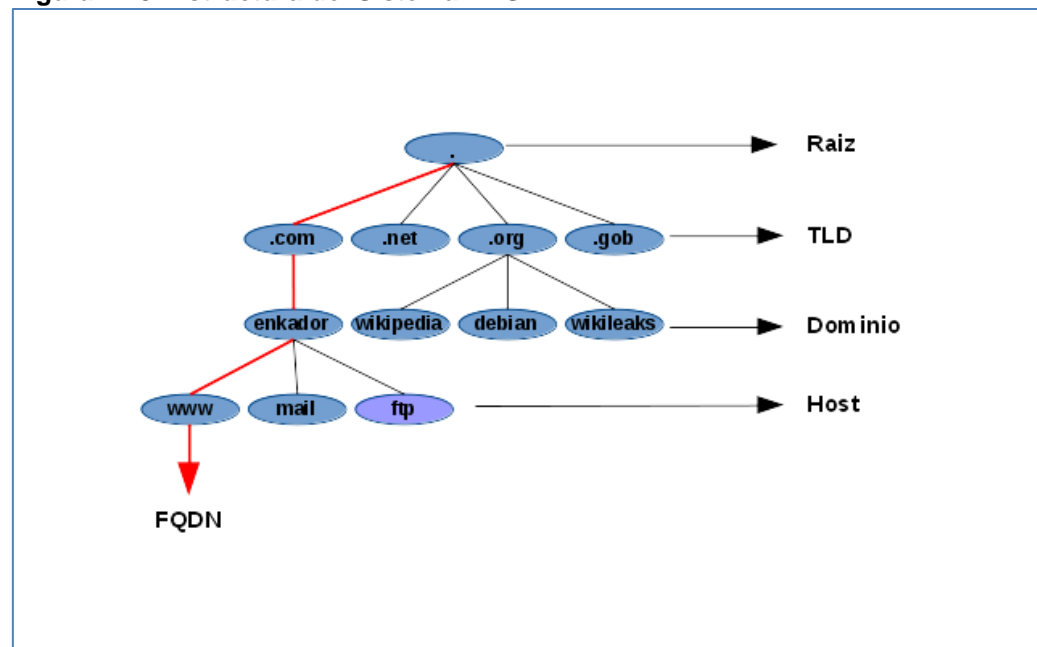 .
Raiz
.com .net .org .gob
TLD
enkador wikipedia debian wikileaks
Dominio
www mail ftp
Host
FQDN